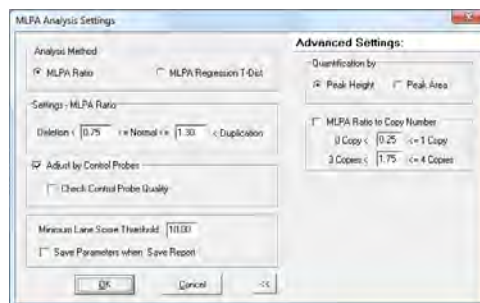 MLPA Analysis Settings
Analysis Method
MLPA Ratio MLPA Regression T-Dist
Settings - MLPA Ratio
Deletion < 0.75 <= Normal <= 1.30 < Duplication
Adjust by Control Probes
Check Control Probe Quality
Minimum Lane Score Threshold 10.00
Save Parameters when Save Report
OK Cancel <<
Advanced Settings:
Quantification by
Peak Height Peak Area
MLPA Ratio to Copy Number
0 Copy < 0.25 <= 1 Copy
3 Copies < 1.75 <= 4 Copies